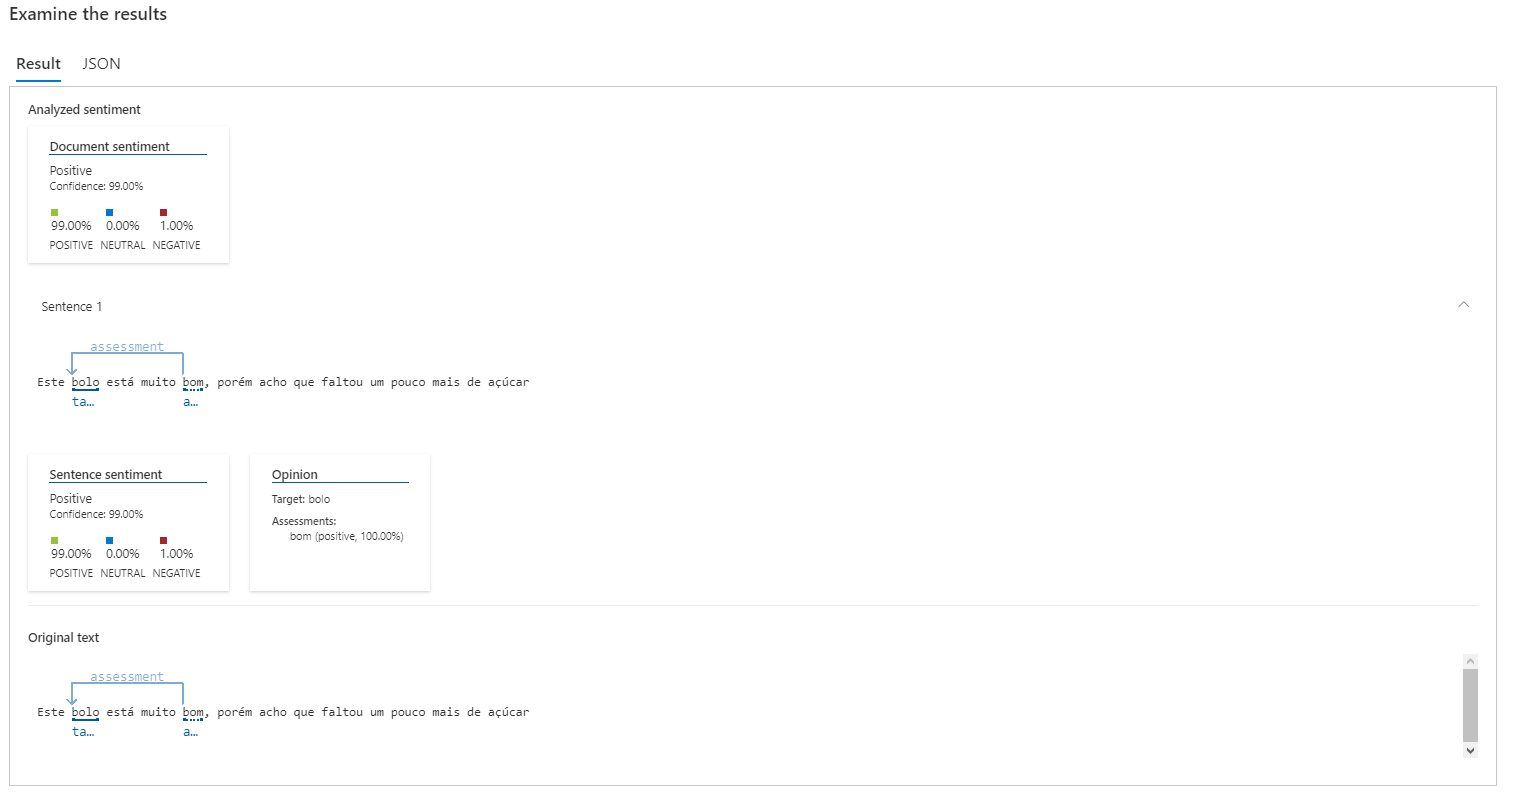 Examine the results
Result JSON
Analyzed sentiment
Document sentiment
Positive
Confidence: 99.00%
99.00% 0.00% 1.00%
POSITIVE NEUTRAL NEGATIVE
Sentence 1
assessment
Este bolo está muito bom, porém acho que faltou um pouco mais de açúcar
ta... a...
Sentence sentiment
Positive
Confidence: 99.00%
99.00% 0.00% 1.00%
POSITIVE NEUTRAL NEGATIVE
Opinion
Target: bolo
Assessments:
bom (positive, 100.00%)
Original text
assessment
Este bolo está muito bom, porém acho que faltou um pouco mais de açúcar
ta... a...